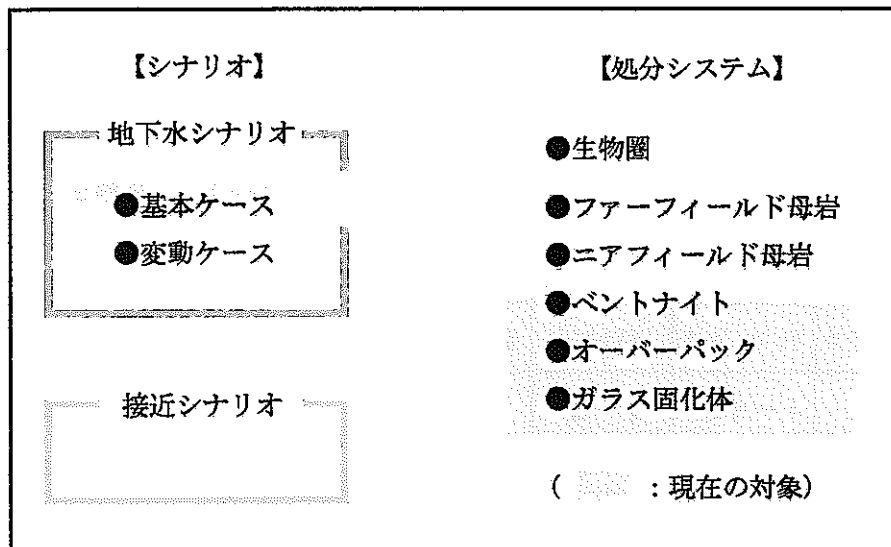 【シナリオ】
地下水シナリオ
●基本ケース
●変動ケース
接近シナリオ
【処分システム】
●生物圏
●ファーフィールド母岩
●ニアフィールド母岩
●ベントナイト
●オーバーパック
●ガラス固化体
( :現在の対象)